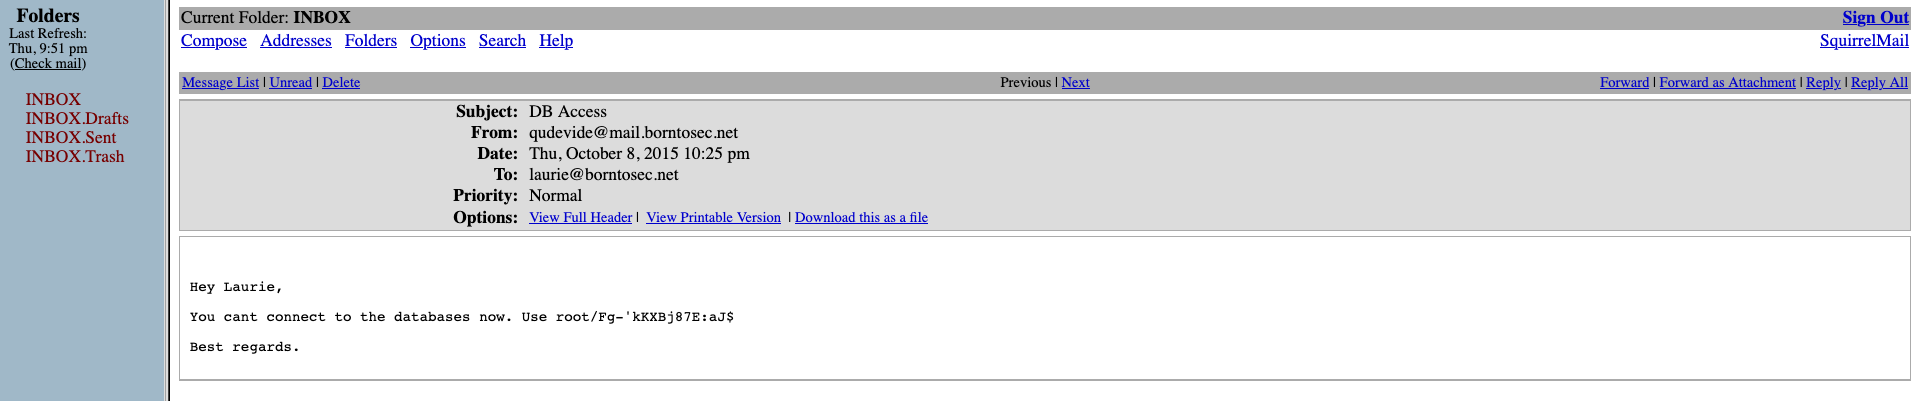 Folders
Last Refresh:
Thu, 9:51 pm
(Check mail)
INBOX
INBOX.Drafts
INBOX.Sent
INBOX.Trash
Current Folder: INBOX Sign Out
Compose Addresses Folders Options Search Help SquirrelMail
Message List | Unread | Delete Previous | Next Forward | Forward as Attachment | Reply | Reply All
Subject: DB Access
From: qudevide@mail.borntosec.net
Date: Thu, October 8, 2015 10:25 pm
To: laurie@borntosec.net
Priority: Normal
Options: View Full Header | View Printable Version | Download this as a file
Hey Laurie,
You cant connect to the databases now. Use root/Fg-'kKXBj87E:aJ$
Best regards.